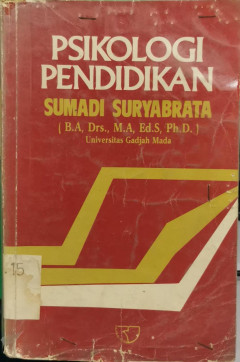 PSIKOLOGI
PENDIDIKAN
SUMADI SURYABRATA
[ B.A, Drs., M.A, Ed.S, Ph.D. ]
Universitas Gadjah Mada
15